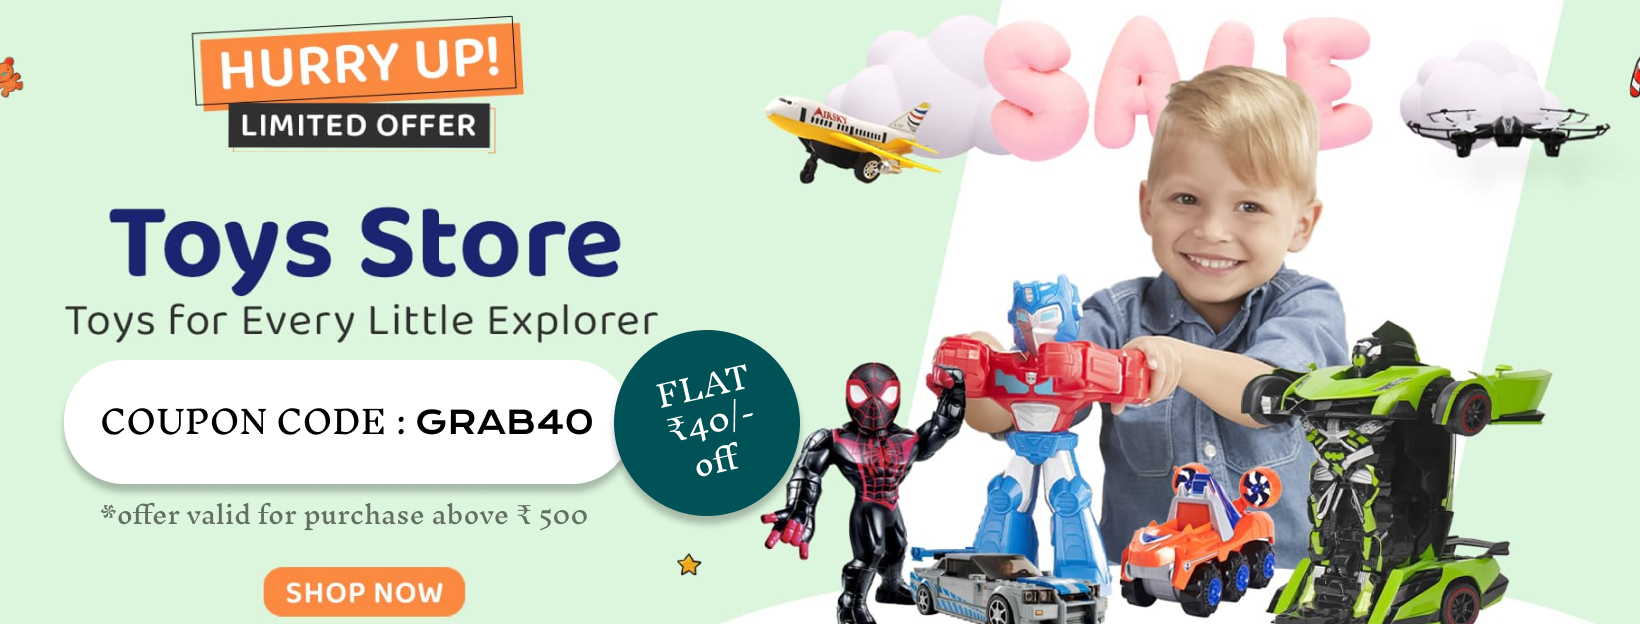 HURRY UP!
LIMITED OFFER
Toys Store
Toys for Every Little Explorer
COUPON CODE : GRAB40
FLAT
₹40/-
off
*offer valid for purchase above ₹ 500
SHOP NOW
SALE
AIRSKY